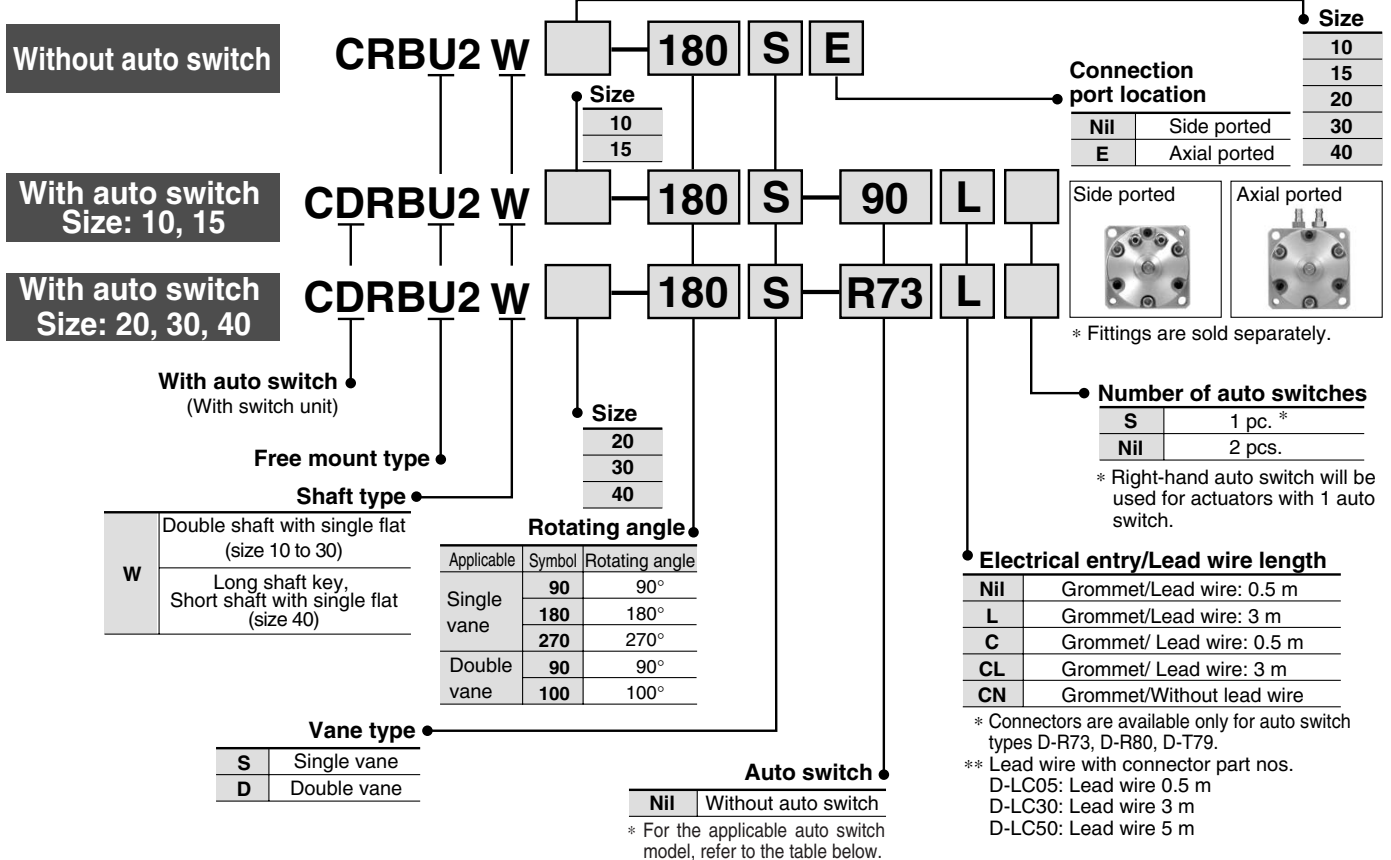 Without auto switch
CRBU2 W 180 S E
Size
10
15
20
30
40
Connection
port location
Nil Side ported
E Axial ported
Size
10
15
With auto switch
Size: 10, 15
CDRBU2 W 180 S 90 L
Side ported
Axial ported
* Fittings are sold separately.
With auto switch
Size: 20, 30, 40
CDRBU2 W 180 S R73 L
With auto switch
(With switch unit)
Free mount type
Shaft type
W
Double shaft with single flat
(size 10 to 30)
Long shaft key,
Short shaft with single flat
(size 40)
Size
20
30
40
Rotating angle
Applicable Symbol Rotating angle
Single
vane
90 90°
180 180°
270 270°
Double
vane
90 90°
100 100°
Vane type
S Single vane
D Double vane
Auto switch
Nil Without auto switch
* For the applicable auto switch
model, refer to the table below.
Number of auto switches
S 1 pc. *
Nil 2 pcs.
* Right-hand auto switch will be
used for actuators with 1 auto
switch.
Electrical entry/Lead wire length
Nil Grommet/Lead wire: 0.5 m
L Grommet/Lead wire: 3 m
C Grommet/ Lead wire: 0.5 m
CL Grommet/ Lead wire: 3 m
CN Grommet/Without lead wire
* Connectors are available only for auto switch
types D-R73, D-R80, D-T79.
** Lead wire with connector part nos.
D-LC05: Lead wire 0.5 m
D-LC30: Lead wire 3 m
D-LC50: Lead wire 5 m